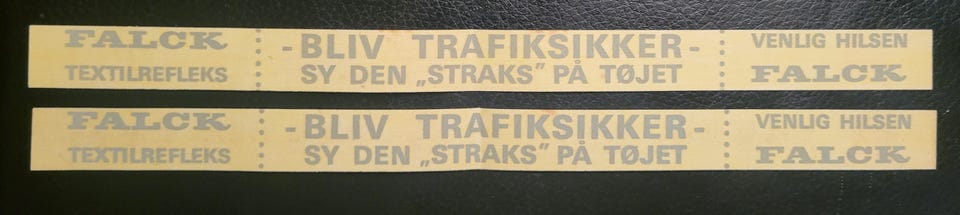 FALCK
TEXTILREFLEKS
-BLIV TRAFIKSIKKER-
SY DEN „STRAKS” PÅ TØJET
VENLIG HILSEN
FALCK
FALCK
TEXTILREFLEKS
-BLIV TRAFIKSIKKER-
SY DEN „STRAKS” PÅ TØJET
VENLIG HILSEN
FALCK